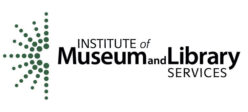 INSTITUTE of
Museum and Library
SERVICES